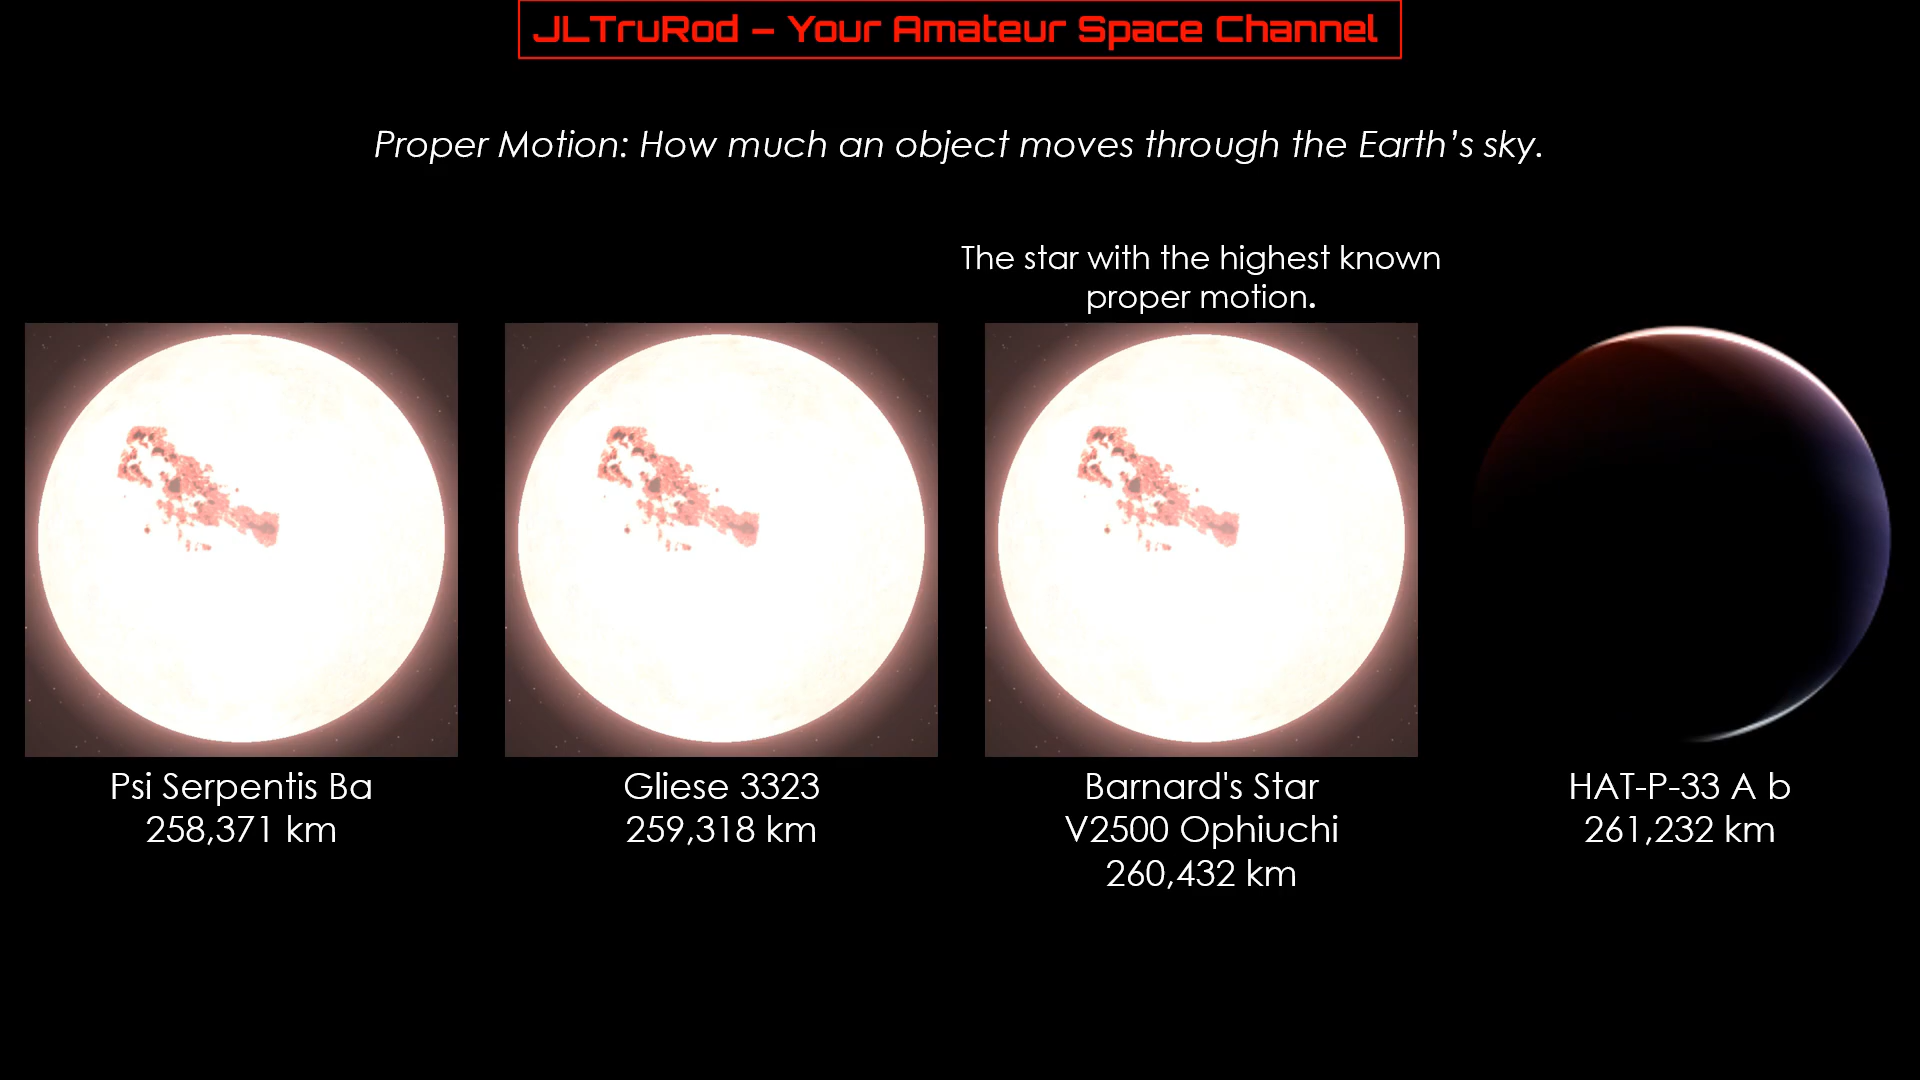 JLTruRod – Your Amateur Space Channel
Proper Motion: How much an object moves through the Earth’s sky.
The star with the highest known
proper motion.
Psi Serpentis Ba
258,371 km
Gliese 3323
259,318 km
Barnard's Star
V2500 Ophiuchi
260,432 km
HAT-P-33 A b
261,232 km